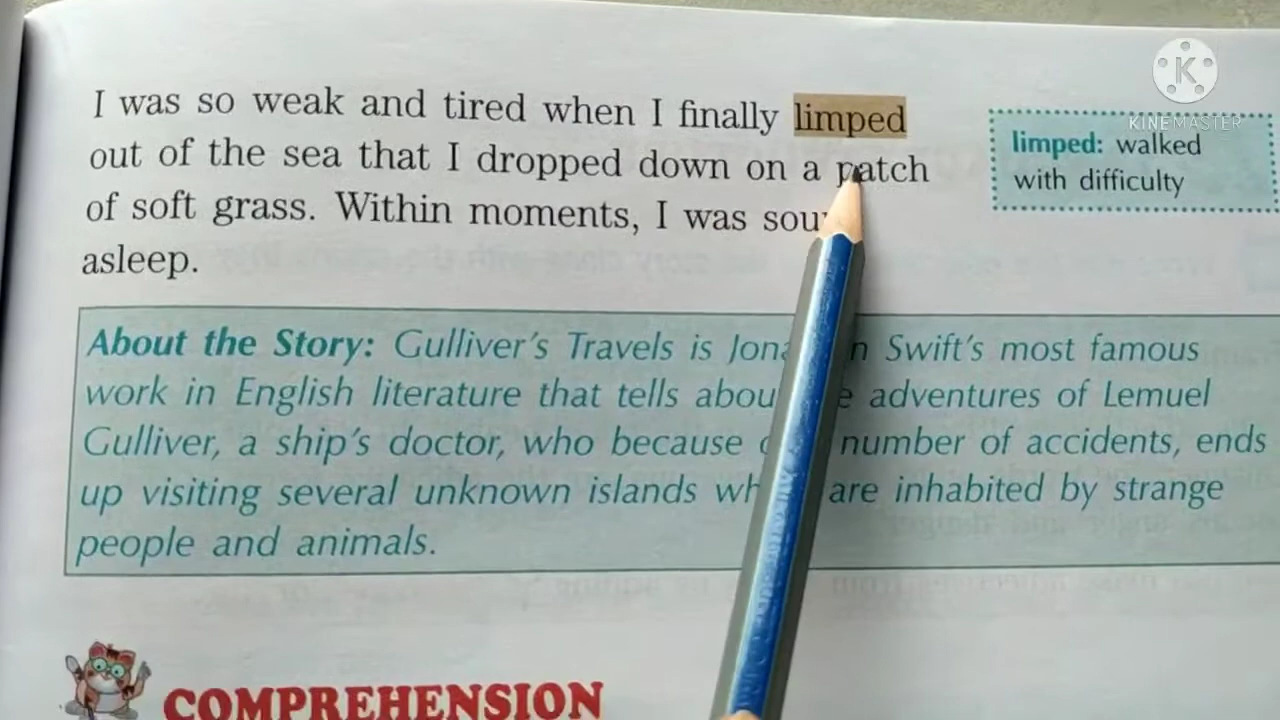 I was so weak and tired when I finally limped
out of the sea that I dropped down on a patch
of soft grass. Within moments, I was
asleep.
limped: walked
with difficulty
About the Story: Gulliver's Travels is Swift's most famous
work in English literature that tells adventures of Lemuel
Gulliver, a ship's doctor, who because number of accidents, ends
up visiting several unknown islands are inhabited by strange
people and animals.
COMPREHENSION
K
KINEMASTER